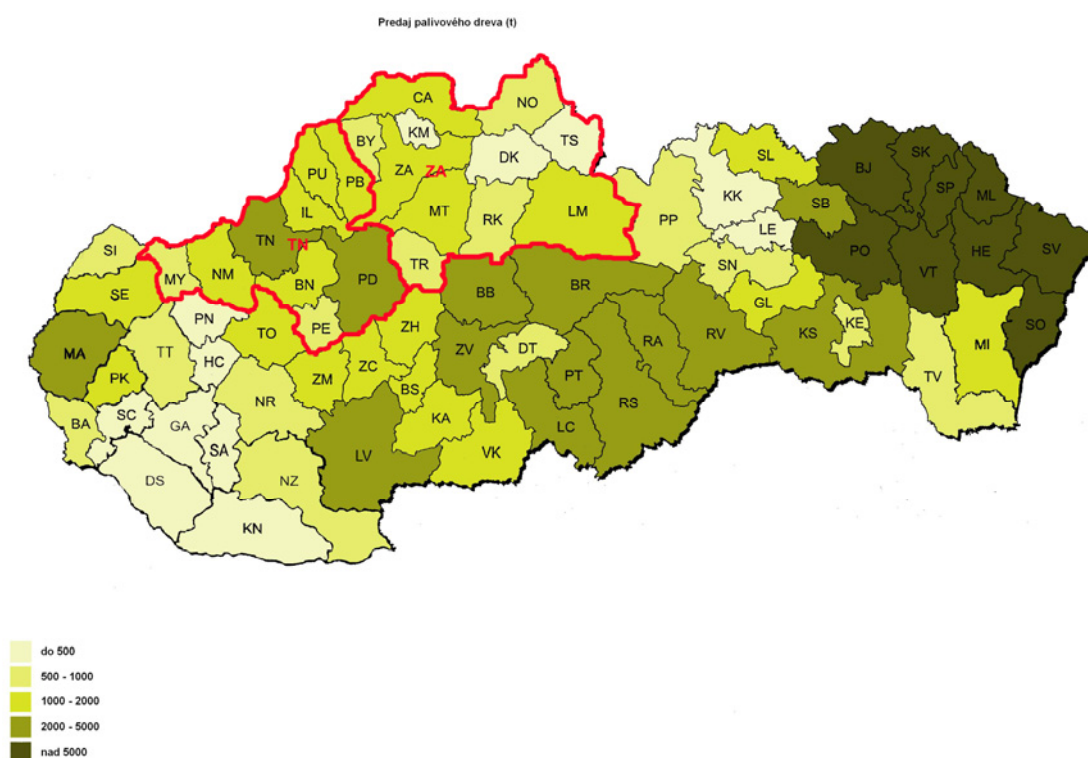 Predaj palivového dreva (t)
CA
NO
KM
TS
BY
DK
SL
BJ
SK
PU
PB
ZA
ZA
SP
ML
KK
IL
MT
RK
LM
PP
SB
TN
TN
LE
PO
HE
SV
SI
MY
NM
BN
PD
TR
SN
VT
SE
BB
BR
GL
PN
PE
ZH
SO
TO
KS
KE
MI
MA
TT
HC
ZV
DT
RA
RV
PK
ZM
ZC
PT
TV
BS
NR
RS
BA
SC
GA
KA
LC
SA
LV
VK
DS
NZ
KN
do 500
500 - 1000
1000 - 2000
2000 - 5000
nad 5000